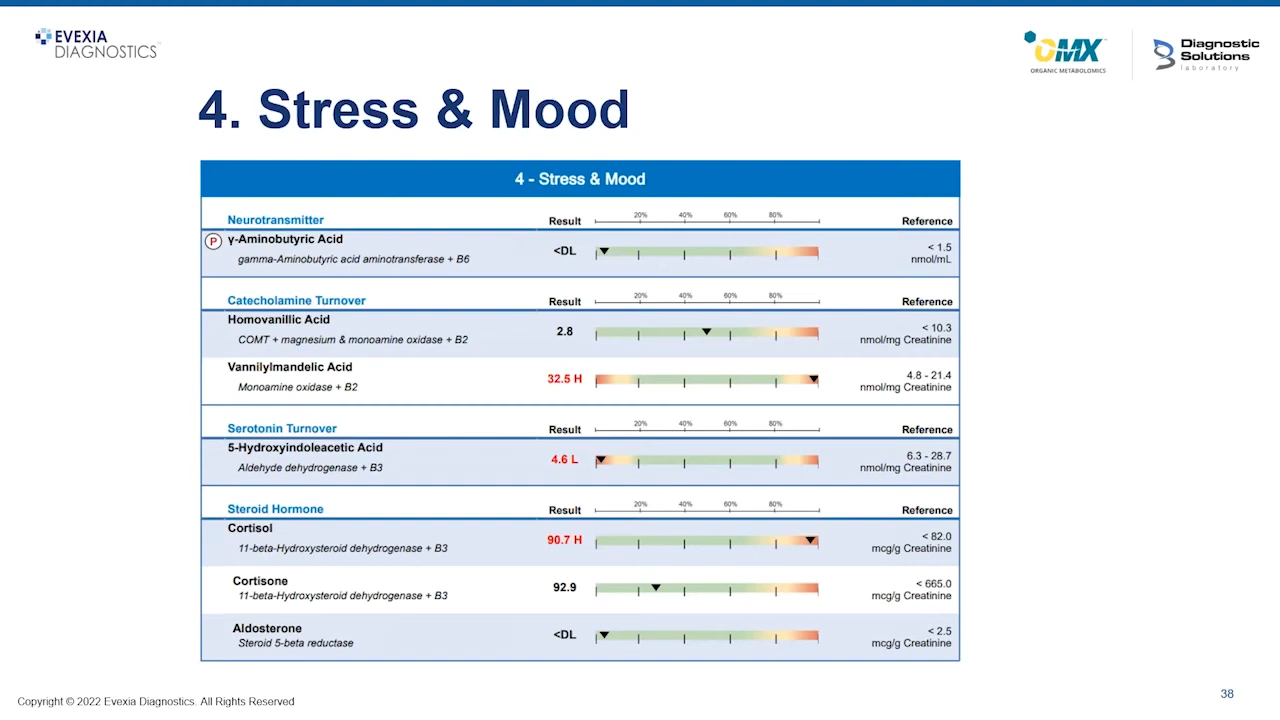 EVEXIA
DIAGNOSTICS
OMX
ORGANIC METABOLOMICS
Diagnostic
Solutions
laboratory
4. Stress & Mood
4 - Stress & Mood
Neurotransmitter Result 20% 40% 60% 80% Reference
P γ-Aminobutyric Acid
gamma-Aminobutyric acid aminotransferase + B6
<DL
< 1.5
nmol/mL
Catecholamine Turnover Result 20% 40% 60% 80% Reference
Homovanillic Acid
COMT + magnesium & monoamine oxidase + B2
2.8
< 10.3
nmol/mg Creatinine
Vannilylmandelic Acid
Monoamine oxidase + B2
32.5 H
4.8 - 21.4
nmol/mg Creatinine
Serotonin Turnover Result 20% 40% 60% 80% Reference
5-Hydroxyindoleacetic Acid
Aldehyde dehydrogenase + B3
4.6 L
6.3 - 28.7
nmol/mg Creatinine
Steroid Hormone Result 20% 40% 60% 80% Reference
Cortisol
11-beta-Hydroxysteroid dehydrogenase + B3
90.7 H
< 82.0
mcg/g Creatinine
Cortisone
11-beta-Hydroxysteroid dehydrogenase + B3
92.9
< 665.0
mcg/g Creatinine
Aldosterone
Steroid 5-beta reductase
<DL
< 2.5
mcg/g Creatinine
Copyright © 2022 Evexia Diagnostics. All Rights Reserved
38